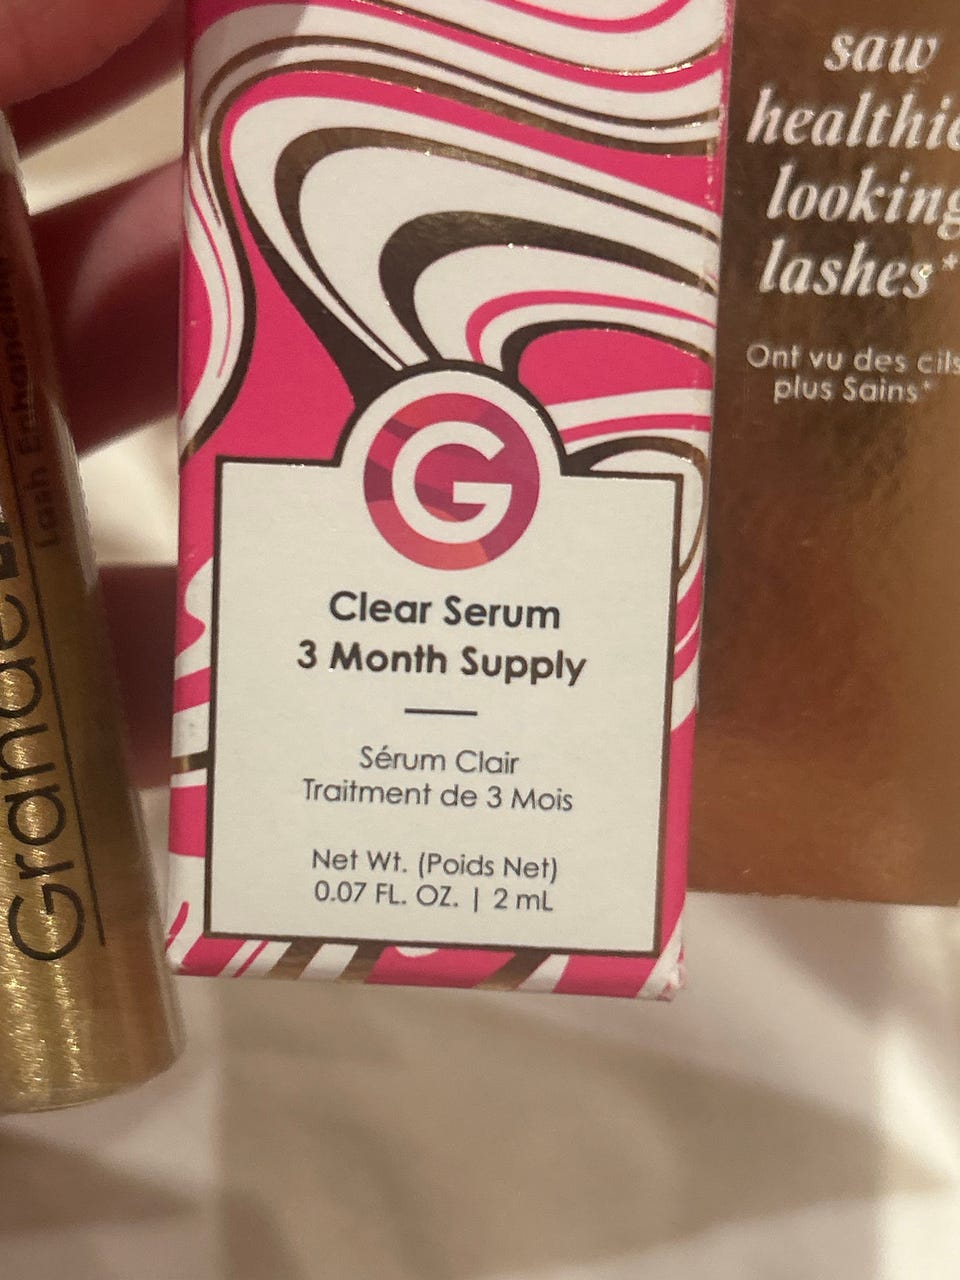 Grande
Lash Enhancing
G
Clear Serum
3 Month Supply
Sérum Clair
Traitment de 3 Mois
Net Wt. (Poids Net)
0.07 FL. OZ. | 2 mL
saw
healthie
looking
lashes*
Ont vu des cils
plus Sains*